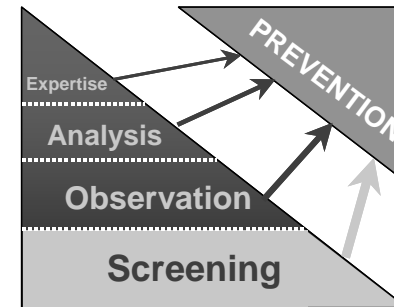 PREVENTION
Expertise
Analysis
Observation
Screening